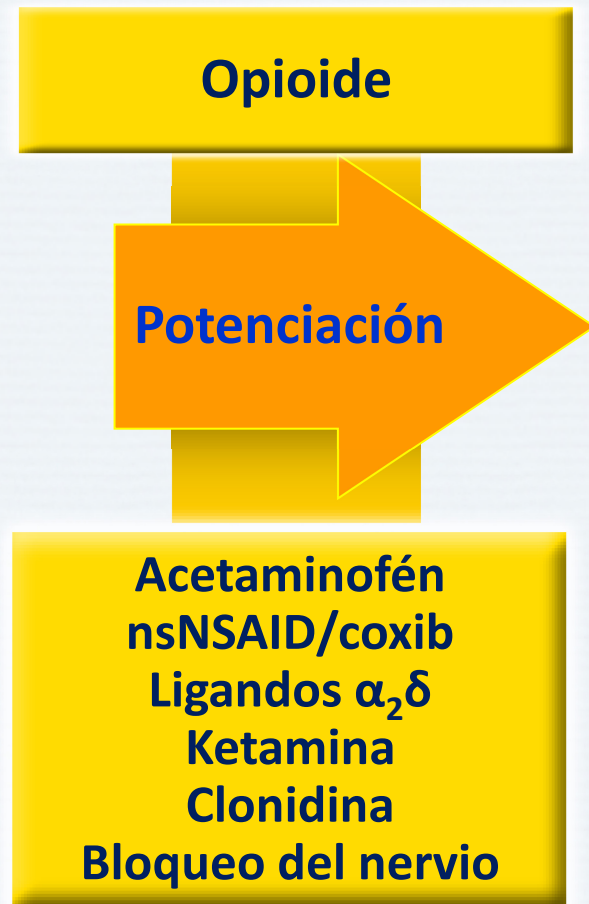 Opioide
Potenciación
Acetaminofén
nsNSAID/coxib
Ligandos α₂δ
Ketamina
Clonidina
Bloqueo del nervio